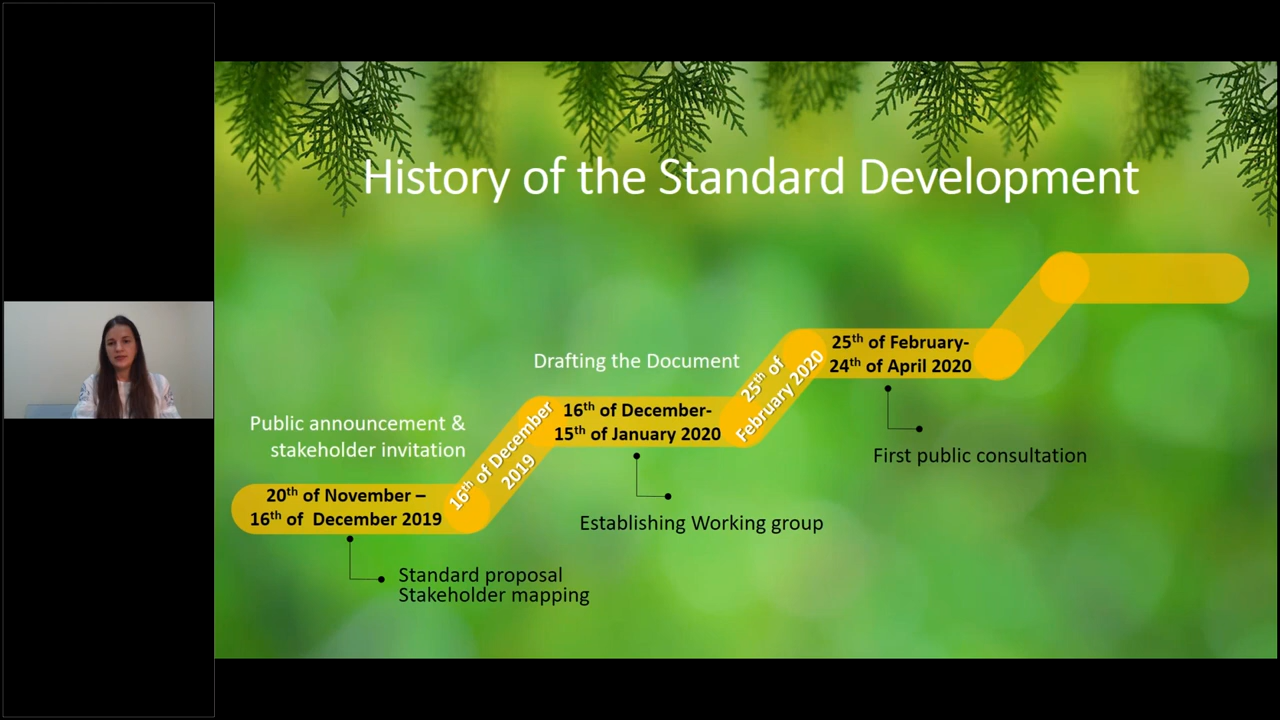 History of the Standard Development
Public announcement &
stakeholder invitation
20th of November –
16th of December 2019
Standard proposal
Stakeholder mapping
16th of December
2019
Drafting the Document
16th of December-
15th of January 2020
Establishing Working group
25th of
February 2020
25th of February-
24th of April 2020
First public consultation